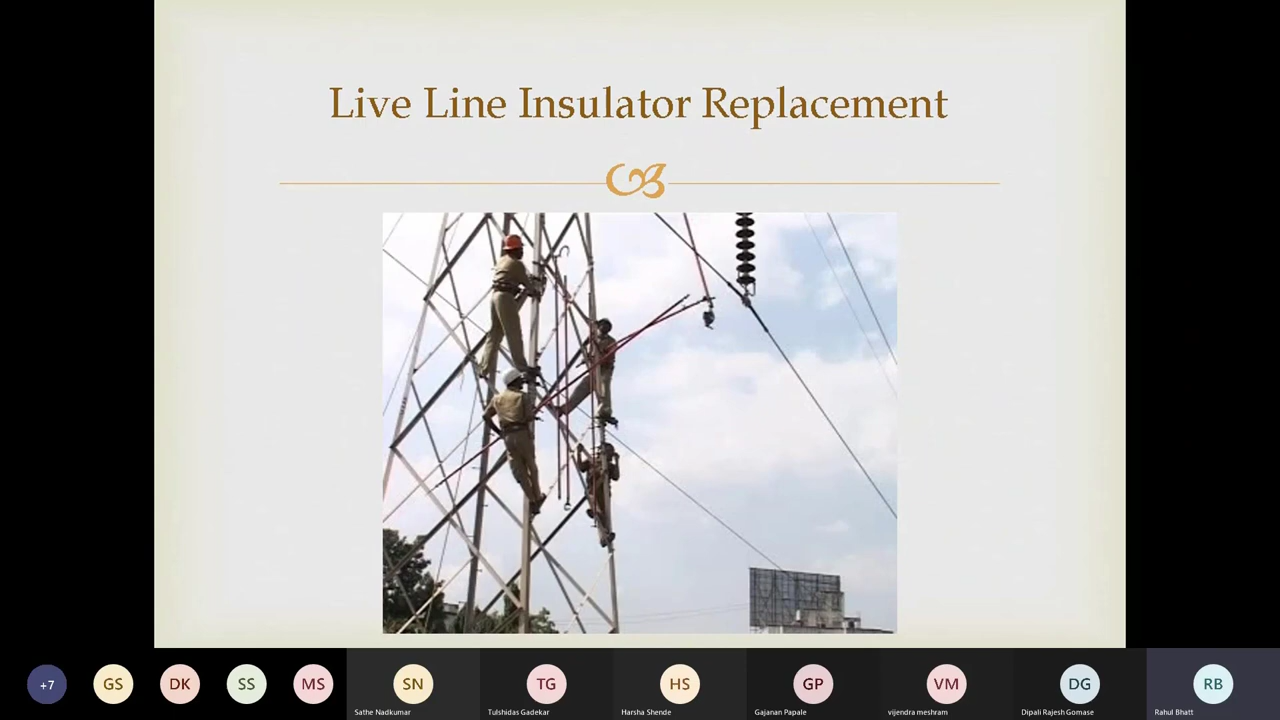 Live Line Insulator Replacement
+7
GS
DK
SS
MS
SN
TG
HS
GP
VM
DG
RB
Sathe Nadkumar
Tulshidas Gadekar
Harsha Shende
Gajanan Papale
vijendra meshram
Dipali Rajesh Gomase
Rahul Bhatt